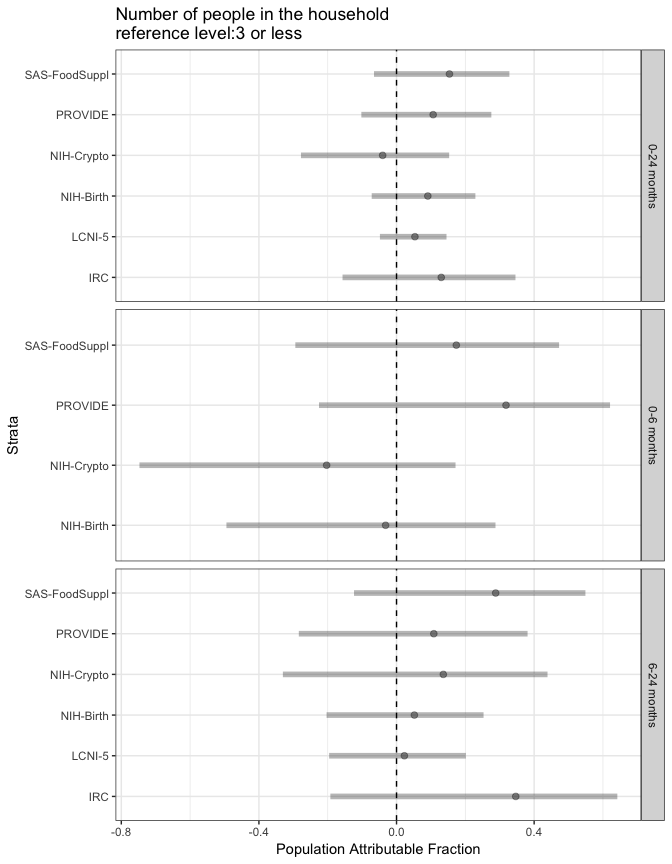 Number of people in the household
reference level:3 or less
SAS-FoodSuppl
PROVIDE
NIH-Crypto
NIH-Birth
LCNI-5
IRC
0-24 months
SAS-FoodSuppl
PROVIDE
NIH-Crypto
NIH-Birth
0-6 months
SAS-FoodSuppl
PROVIDE
NIH-Crypto
NIH-Birth
LCNI-5
IRC
6-24 months
Strata
-0.8 -0.4 0.0 0.4
Population Attributable Fraction